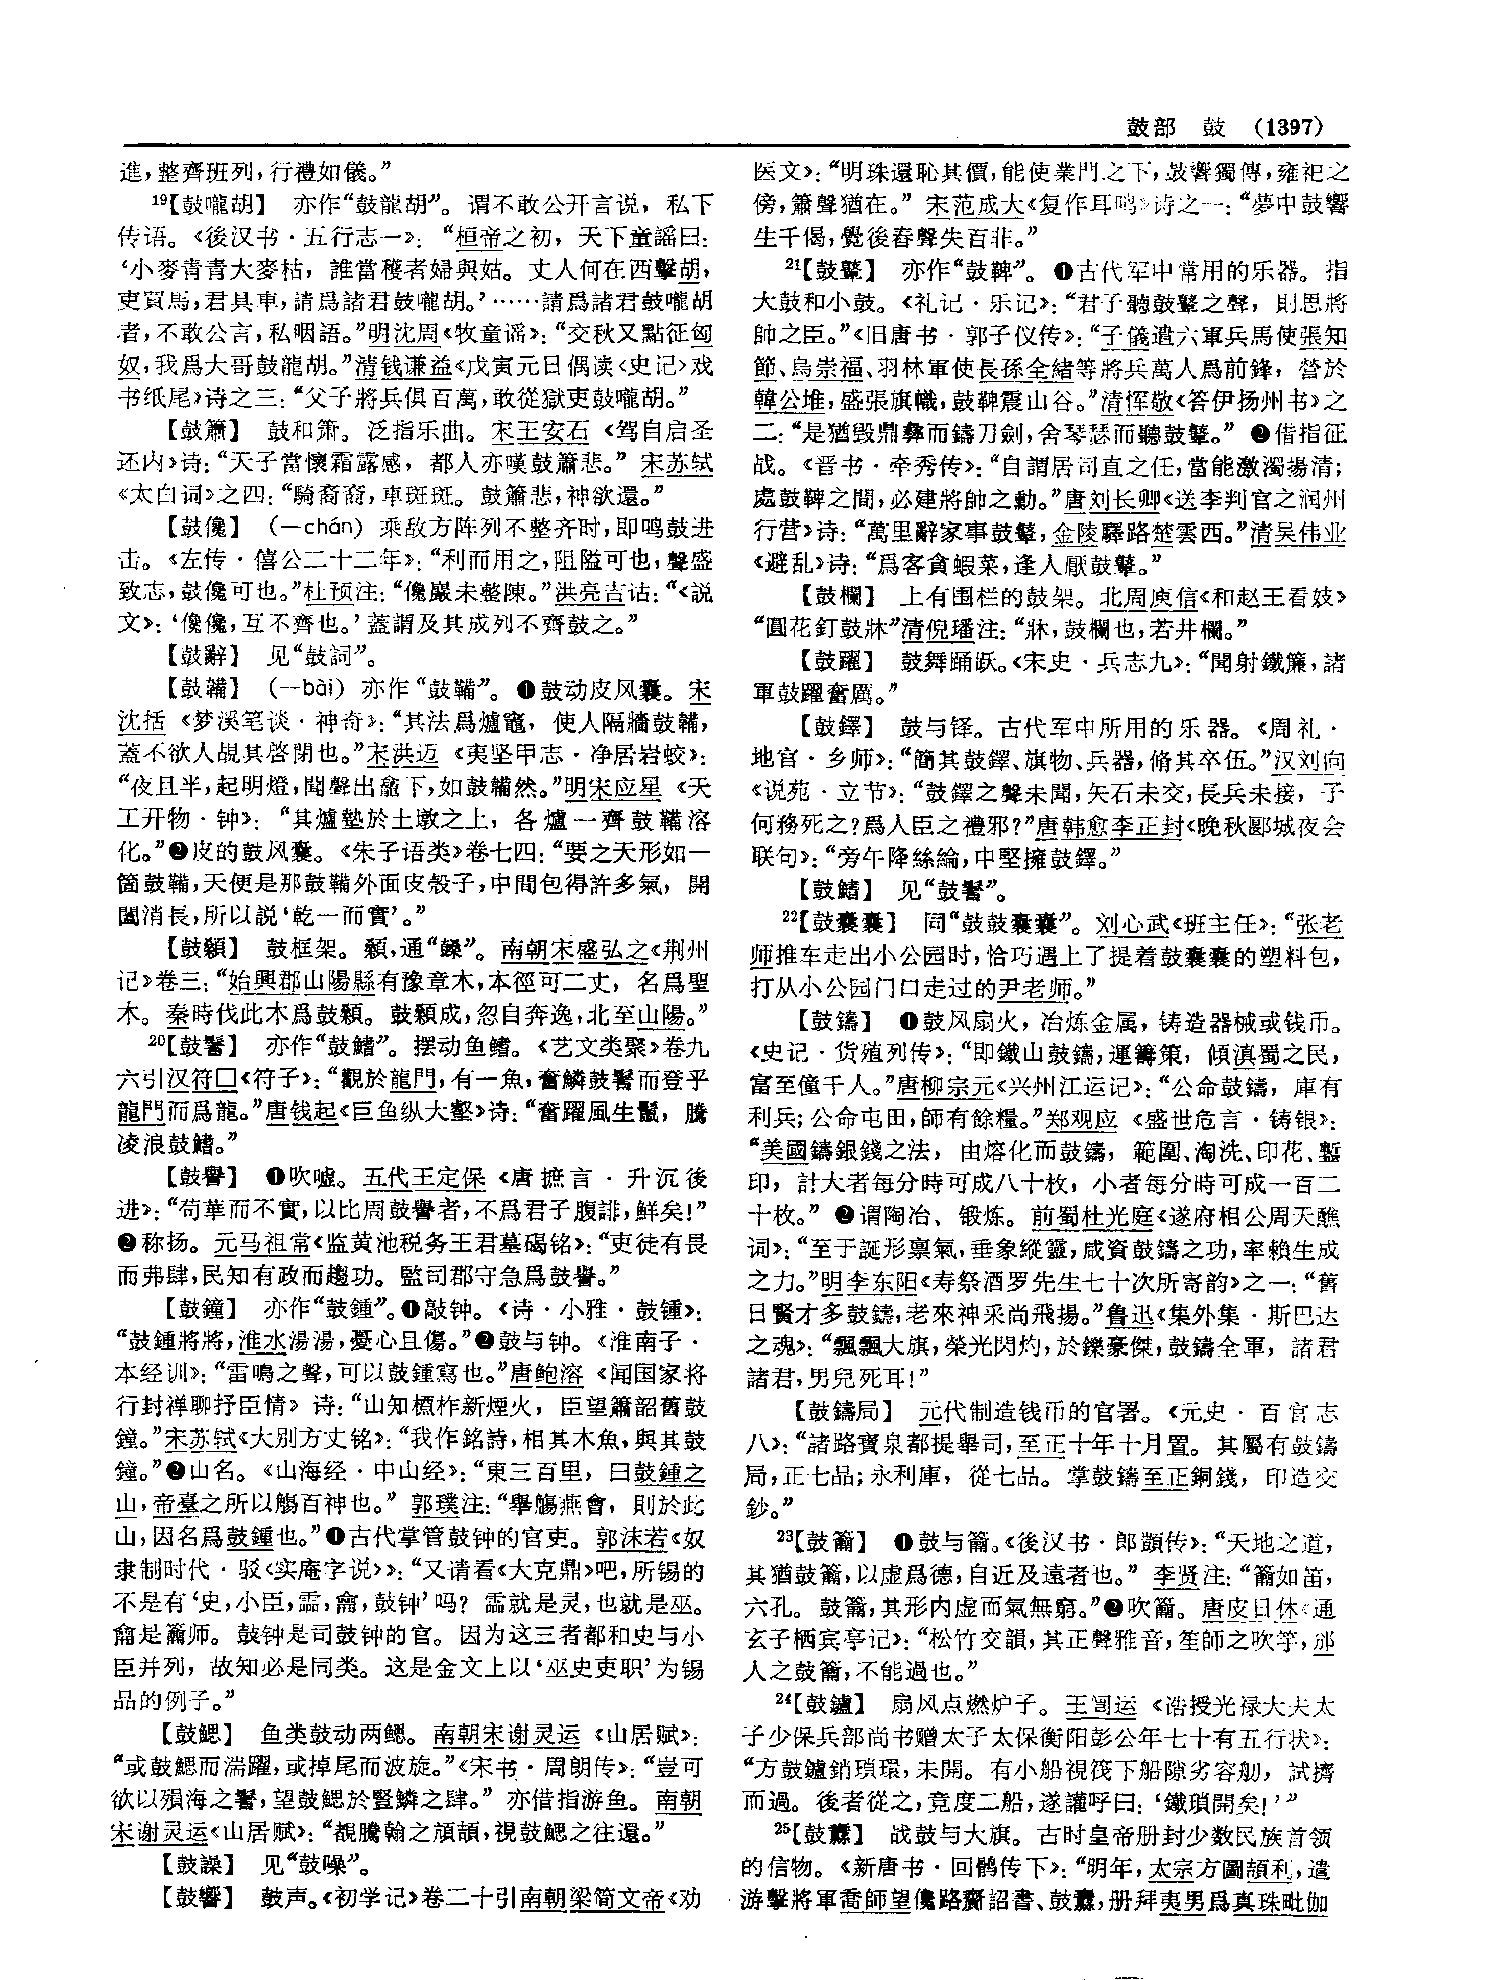 鼓部　鼓　(1397)
進，整齊班列，行禮如儀。”
19【鼓嚨胡】　亦作“鼓龍胡”。谓不敢公开言说，私下
传语。《後汉书·五行志一》：“桓帝之初，天下童謡曰：
‘小麥青青大麥枯，誰當穫者婦與姑。丈人何在西擊胡，
吏買馬，君具車，請爲諸君鼓嚨胡。’……請爲諸君鼓嚨胡
者，不敢公言，私咽語。”明沈周《牧童谣》：“交秋又點征匈
奴，我爲大哥鼓龍胡。”清钱谦益《戊寅元日偶读〈史记〉戏
书纸尾》诗之三：“父子將兵俱百萬，敢從獄吏鼓嚨胡。”
【鼓簫】　鼓和箫。泛指乐曲。宋王安石《驾自启圣
还内》诗：“天子當懷霜露感，都人亦嘆鼓簫悲。”宋苏轼
《太白词》之四：“騎裔裔，車斑斑。鼓簫悲，神欲還。”
【鼓儳】　(—chán) 乘敌方阵列不整齐时，即鸣鼓进
击。《左传·僖公二十二年》：“利而用之，阻隘可也，聲盛
致志，鼓儳可也。”杜预注：“儳巖未整陳。”洪亮吉诂：“《説
文》：‘儳儳，互不齊也。’蓋謂及其成列不齊鼓之。”
【鼓辭】　见“鼓詞”。
【鼓韛】　(—bài) 亦作“鼓鞴”。❶鼓动皮风囊。宋
沈括《梦溪笔谈·神奇》：“其法爲爐竈，使人隔牆鼓韛，
蓋不欲人覘其啓閉也。”宋洪迈《夷坚甲志·净居岩蛟》：
“夜且半，起明燈，聞聲出龕下，如鼓韛然。”明宋应星《天
工开物·钟》：“其爐墊於土墩之上，各爐一齊鼓韛溶
化。”❷皮的鼓风囊。《朱子语类》卷七四：“要之天形如一
箇鼓韛，天便是那鼓韛外面皮殼子，中間包得許多氣，開
闔消長，所以説‘乾一而實’。”
【鼓顙】　鼓框架。顙，通“鎟”。南朝宋盛弘之《荆州
记》卷三：“始興郡山陽縣有豫章木，本徑可二丈，名爲聖
木。秦時伐此木爲鼓顙。鼓顙成，忽自奔逸，北至山陽。”
20【鼓鬐】　亦作“鼓鰭”。摆动鱼鳍。《艺文类聚》卷九
六引汉符□《符子》：“觀於龍門，有一魚，奮鱗鼓鬐而登乎
龍門而爲龍。”唐钱起《巨鱼纵大壑》诗：“奮躍風生鬣，騰
凌浪鼓鰭。”
【鼓譽】　❶吹嘘。五代王定保《唐摭言·升沉後
进》：“苟華而不實，以比周鼓譽者，不爲君子腹誹，鮮矣！”
❷称扬。元马祖常《监黄池税务王君墓碣铭》：“吏徒有畏
而弗肆，民知有政而趨功。監司郡守急爲鼓譽。”
【鼓鐘】　亦作“鼓鍾”。❶敲钟。《诗·小雅·鼓锺》：
“鼓鍾將將，淮水湯湯，憂心且傷。”❷鼓与钟。《淮南子·
本经训》：“雷鳴之聲，可以鼓鍾寫也。”唐鲍溶《闻国家将
行封禅聊抒臣情》诗：“山知槱柞新煙火，臣望簫韶舊鼓
鐘。”宋苏轼《大别方丈铭》：“我作銘詩，相其木魚，與其鼓
鐘。”❷山名。《山海经·中山经》：“東三百里，曰鼓鍾之
山，帝臺之所以觴百神也。”郭璞注：“舉觴燕會，則於此
山，因名爲鼓鍾也。”❶古代掌管鼓钟的官吏。郭沫若《奴
隶制时代·驳〈实庵字说〉》：“又请看《大克鼎》吧，所锡的
不是有‘史，小臣，霝，龠，鼓钟’吗？霝就是灵，也就是巫。
龠是籥师。鼓钟是司鼓钟的官。因为这三者都和史与小
臣并列，故知必是同类。这是金文上以‘巫史吏职’为锡
品的例子。”
【鼓鰓】　鱼类鼓动两鳃。南朝宋谢灵运《山居赋》：
“或鼓鰓而湍躍，或掉尾而波旋。”《宋书·周朗传》：“豈可
欲以殞海之鬐，望鼓鰓於豎鱗之肆。”亦借指游鱼。南朝
宋谢灵运《山居赋》：“覩騰翰之頏頡，視鼓鰓之往還。”
【鼓譟】　见“鼓噪”。
【鼓響】　鼓声。《初学记》卷二十引南朝梁简文帝《劝
医文》：“明珠還恥其價，能使業門之下，鼓響獨傳，雍祀之
傍，簫聲猶在。”宋范成大《复作耳鸣》诗之一：“夢中鼓響
生千偈，覺後舂聲失百非。”
21【鼓鼙】　亦作“鼓鞞”。❶古代军中常用的乐器。指
大鼓和小鼓。《礼记·乐记》：“君子聽鼓鼙之聲，則思將
帥之臣。”《旧唐书·郭子仪传》：“子儀遣六軍兵馬使張知
節、烏崇福、羽林軍使長孫全緒等將兵萬人爲前鋒，營於
韓公堆，盛張旗幟，鼓鞞震山谷。”清恽敬《答伊扬州书》之
二：“是猶毁鼎彝而鑄刀劍，舍琴瑟而聽鼓鼙。”❷借指征
战。《晋书·牵秀传》：“自謂居司直之任，當能激濁揚清；
處鼓鞞之間，必建將帥之勳。”唐刘长卿《送李判官之润州
行营》诗：“萬里辭家事鼓鼙，金陵驛路楚雲西。”清吴伟业
《避乱》诗：“爲客貪蝦菜，逢人厭鼓鼙。”
【鼓欄】　上有围栏的鼓架。北周庾信《和赵王看妓》
“圓花釘鼓牀”清倪璠注：“牀，鼓欄也，若井欄。”
【鼓躍】　鼓舞踊跃。《宋史·兵志九》：“聞射鐵簾，諸
軍鼓躍奮厲。”
【鼓鐸】　鼓与铎。古代军中所用的乐器。《周礼·
地官·乡师》：“簡其鼓鐸、旗物、兵器，脩其卒伍。”汉刘向
《说苑·立节》：“鼓鐸之聲未聞，矢石未交，長兵未接，子
何務死之？爲人臣之禮邪？”唐韩愈李正封《晚秋郾城夜会
联句》：“旁午降絲綸，中堅擁鼓鐸。”
【鼓鰭】　见“鼓鬐”。
22【鼓囊囊】　同“鼓鼓囊囊”。刘心武《班主任》：“张老
师推车走出小公园时，恰巧遇上了提着鼓囊囊的塑料包，
打从小公园门口走过的尹老师。”
【鼓鑄】　❶鼓风扇火，冶炼金属，铸造器械或钱币。
《史记·货殖列传》：“即鐵山鼓鑄，運籌策，傾滇蜀之民，
富至僮千人。”唐柳宗元《兴州江运记》：“公命鼓鑄，庫有
利兵；公命屯田，師有餘糧。”郑观应《盛世危言·铸银》：
“美國鑄銀錢之法，由熔化而鼓鑄，範圍、淘洗、印花、鏨
印，計大者每分時可成八十枚，小者每分時可成一百二
十枚。”❷谓陶冶、锻炼。前蜀杜光庭《遂府相公周天醮
词》：“至于誕形稟氣，垂象縱靈，咸資鼓鑄之功，率賴生成
之力。”明李东阳《寿祭酒罗先生七十次所寄韵》之一：“舊
日賢才多鼓鑄，老來神采尚飛揚。”鲁迅《集外集·斯巴达
之魂》：“飄飄大旗，榮光閃灼，於鑠豪傑，鼓鑄全軍，諸君
諸君，男兒死耳！”
【鼓鑄局】　元代制造钱币的官署。《元史·百官志
八》：“諸路寶泉都提舉司，至正十年十月置。其屬有鼓鑄
局，正七品；永利庫，從七品。掌鼓鑄至正銅錢，印造交
鈔。”
23【鼓籥】　❶鼓与籥。《後汉书·郎顗传》：“天地之道，
其猶鼓籥，以虚爲德，自近及遠者也。”李贤注：“籥如笛，
六孔。鼓籥，其形内虚而氣無窮。”❷吹籥。唐皮日休《通
玄子栖宾亭记》：“松竹交韻，其正聲雅音，笙師之吹竽，邠
人之鼓籥，不能過也。”
24【鼓鑪】　扇风点燃炉子。王闿运《诰授光禄大夫太
子少保兵部尚书赠太子太保衡阳彭公年七十有五行状》：
“方鼓鑪銷瑣環，未開。有小船視筏下船隙劣容舠，試擠
而過。後者從之，竟度二船，遂讙呼曰：‘鐵瑣開矣！’”
25【鼓纛】　战鼓与大旗。古时皇帝册封少数民族首领
的信物。《新唐书·回鹘传下》：“明年，太宗方圖頡利，遣
游擊將軍喬師望儳路齎詔書、鼓纛，册拜夷男爲真珠毗伽